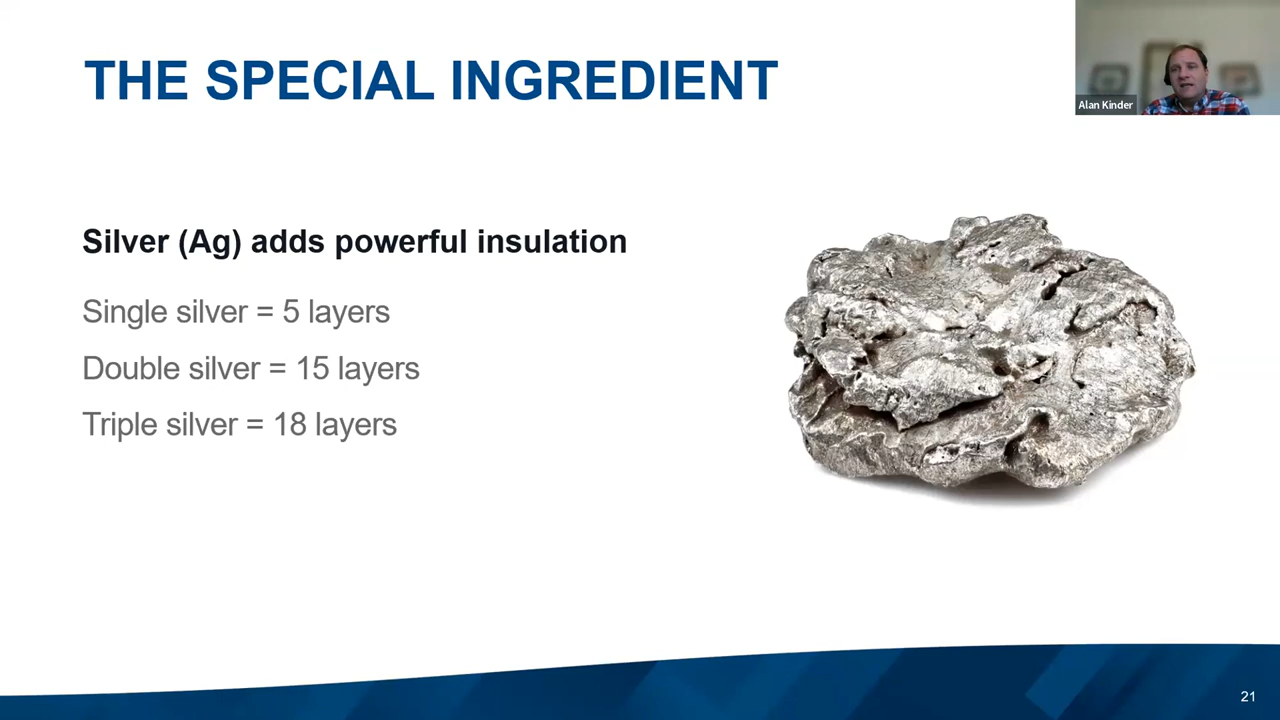 THE SPECIAL INGREDIENT
Alan Kinder
Silver (Ag) adds powerful insulation
Single silver = 5 layers
Double silver = 15 layers
Triple silver = 18 layers
21